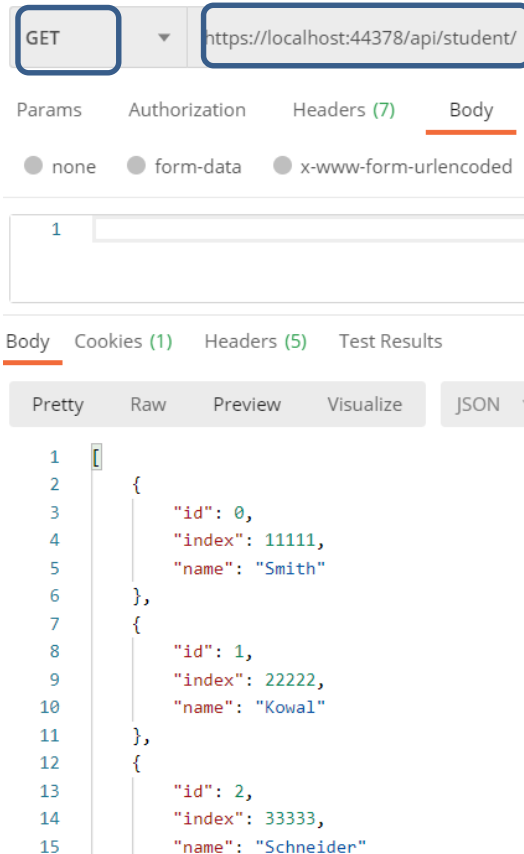 GET https://localhost:44378/api/student/
Params Authorization Headers (7) Body
none form-data x-www-form-urlencoded
1
Body Cookies (1) Headers (5) Test Results
Pretty Raw Preview Visualize JSON
1 [
2 {
3 "id": 0,
4 "index": 11111,
5 "name": "Smith"
6 },
7 {
8 "id": 1,
9 "index": 22222,
10 "name": "Kowal"
11 },
12 {
13 "id": 2,
14 "index": 33333,
15 "name": "Schneider"